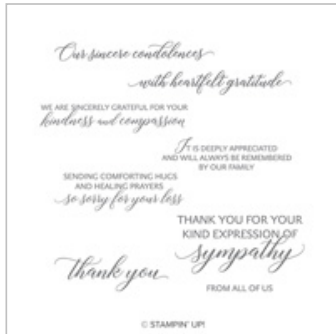 Our sincere condolences
with heartfelt gratitude
WE ARE SINCERELY GRATEFUL FOR YOUR
kindness and compassion
IT IS DEEPLY APPRECIATED
AND WILL ALWAYS BE REMEMBERED
BY OUR FAMILY
SENDING COMFORTING HUGS
AND HEALING PRAYERS
so sorry for your loss
THANK YOU FOR YOUR
KIND EXPRESSION OF
sympathy
thank you
FROM ALL OF US
© STAMPIN' UP!